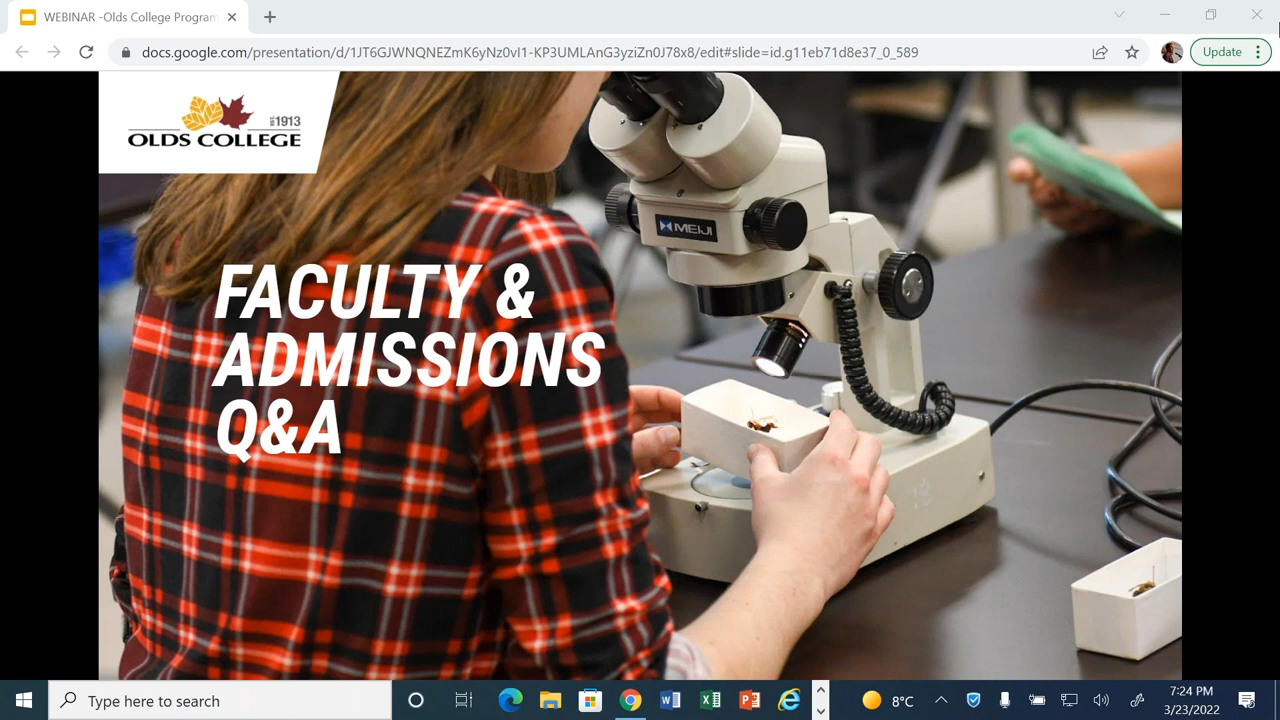 WEBINAR -Olds College Program
docs.google.com/presentation/d/1JT6GJWNQNEZmK6yNz0vI1-KP3UMLAnG3yziZn0J78x8/edit#slide=id.g11eb71d8e37_0_589
Update
EST. 1913
OLDS COLLEGE
MEIJI
FACULTY &
ADMISSIONS
Q&A
Type here to search
8°C
7:24 PM
3/23/2022